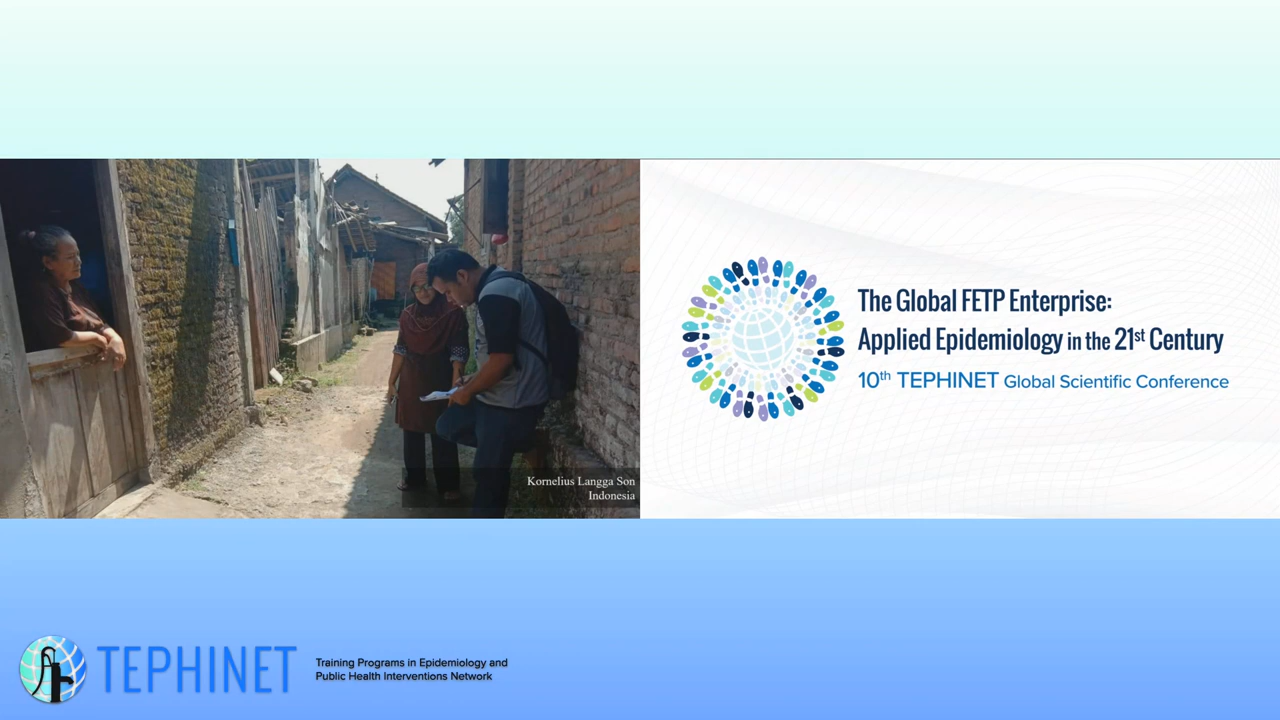 Kornelius Langga Son
Indonesia
The Global FETP Enterprise:
Applied Epidemiology in the 21st Century
10th TEPHINET Global Scientific Conference
TEPHINET
Training Programs in Epidemiology and
Public Health Interventions Network